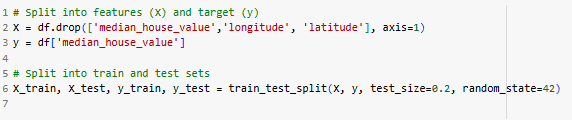 1 # Split into features (X) and target (y)
2 X = df.drop(['median_house_value','longitude', 'latitude'], axis=1)
3 y = df['median_house_value']
4
5 # Split into train and test sets
6 X_train, X_test, y_train, y_test = train_test_split(X, y, test_size=0.2, random_state=42)
7